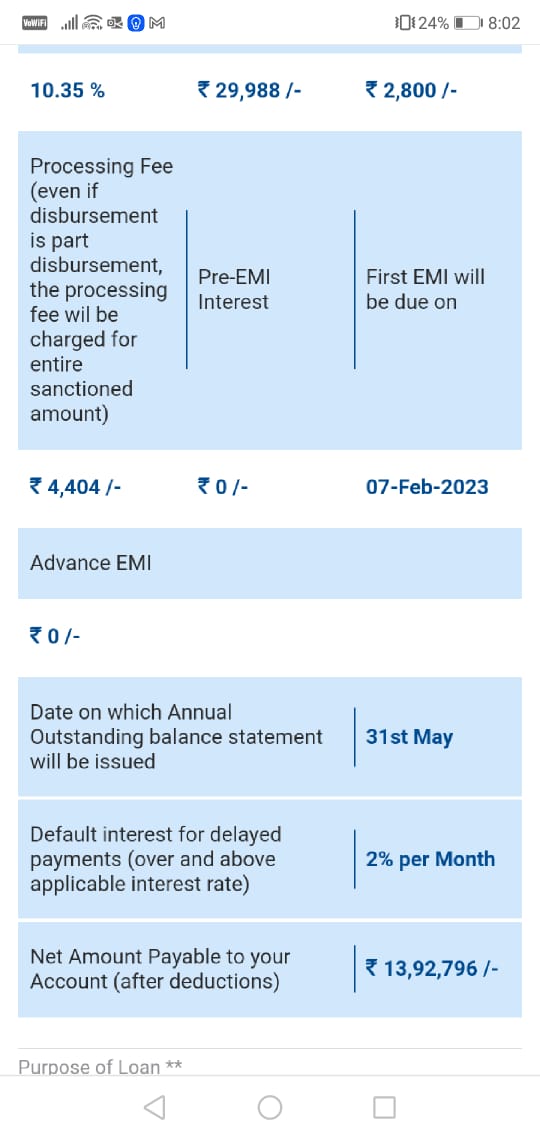 VoWiFi 24% 8:02
10.35 % ₹ 29,988 /- ₹ 2,800 /-
Processing Fee
(even if
disbursement
is part
disbursement,
the processing
fee wil be
charged for
entire
sanctioned
amount)
Pre-EMI
Interest
First EMI will
be due on
₹ 4,404 /- ₹ 0 /- 07-Feb-2023
Advance EMI
₹ 0 /-
Date on which Annual
Outstanding balance statement
will be issued
31st May
Default interest for delayed
payments (over and above
applicable interest rate)
2% per Month
Net Amount Payable to your
Account (after deductions)
₹ 13,92,796 /-
Purpose of Loan **